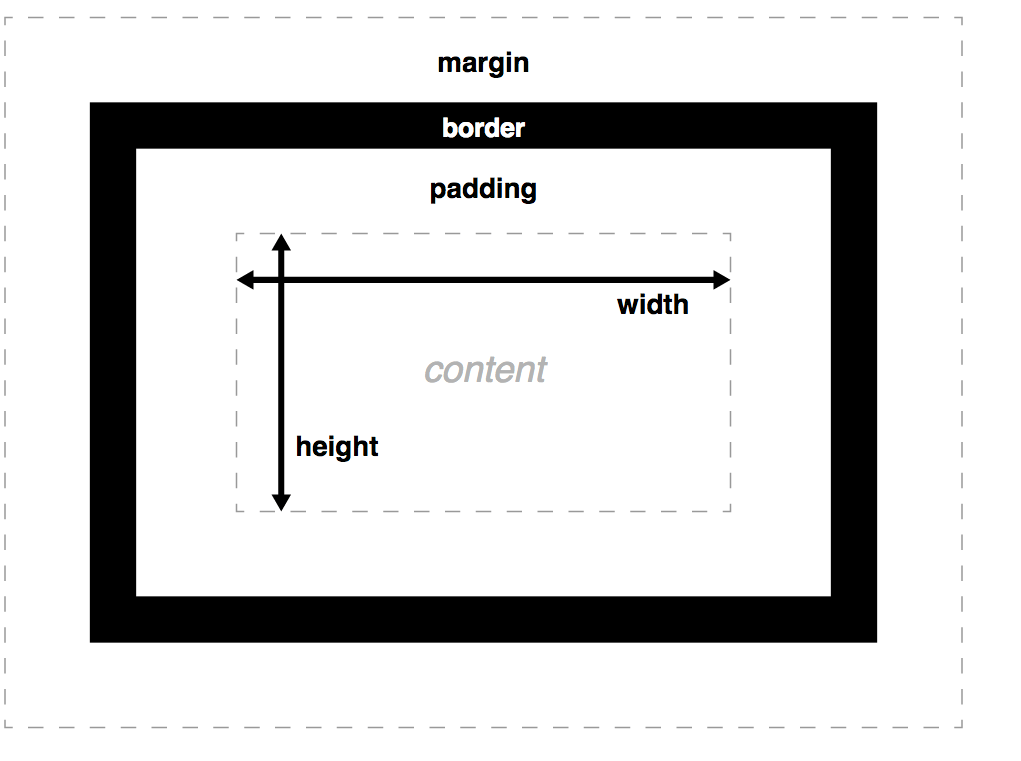 margin
border
padding
width
content
height